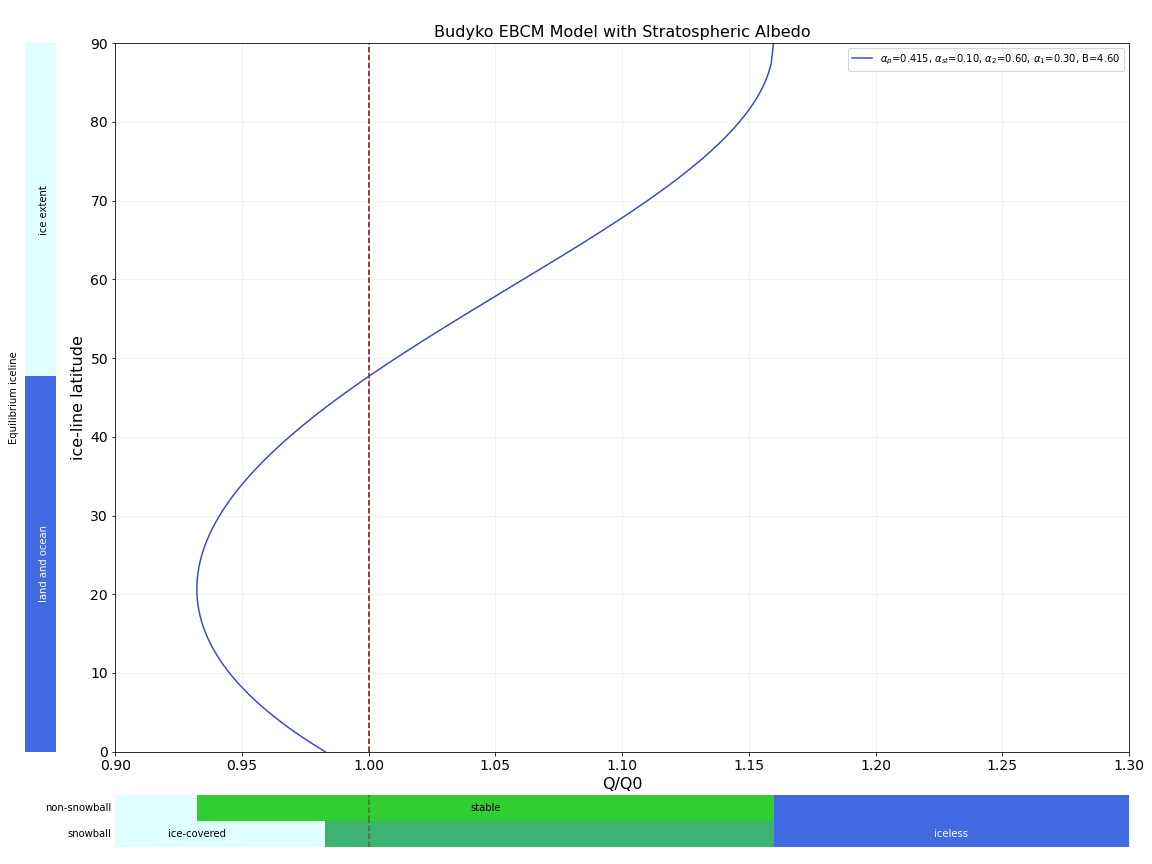 Budyko EBCM Model with Stratospheric Albedo
αp=0.415, αst=0.10, α2=0.60, α1=0.30, B=4.60
90
80
70
60
50
40
30
20
10
0
ice-line latitude
Equilibrium iceline
ice extent
land and ocean
0.90 0.95 1.00 1.05 1.10 1.15 1.20 1.25 1.30
Q/Q0
non-snowball stable
snowball ice-covered iceless